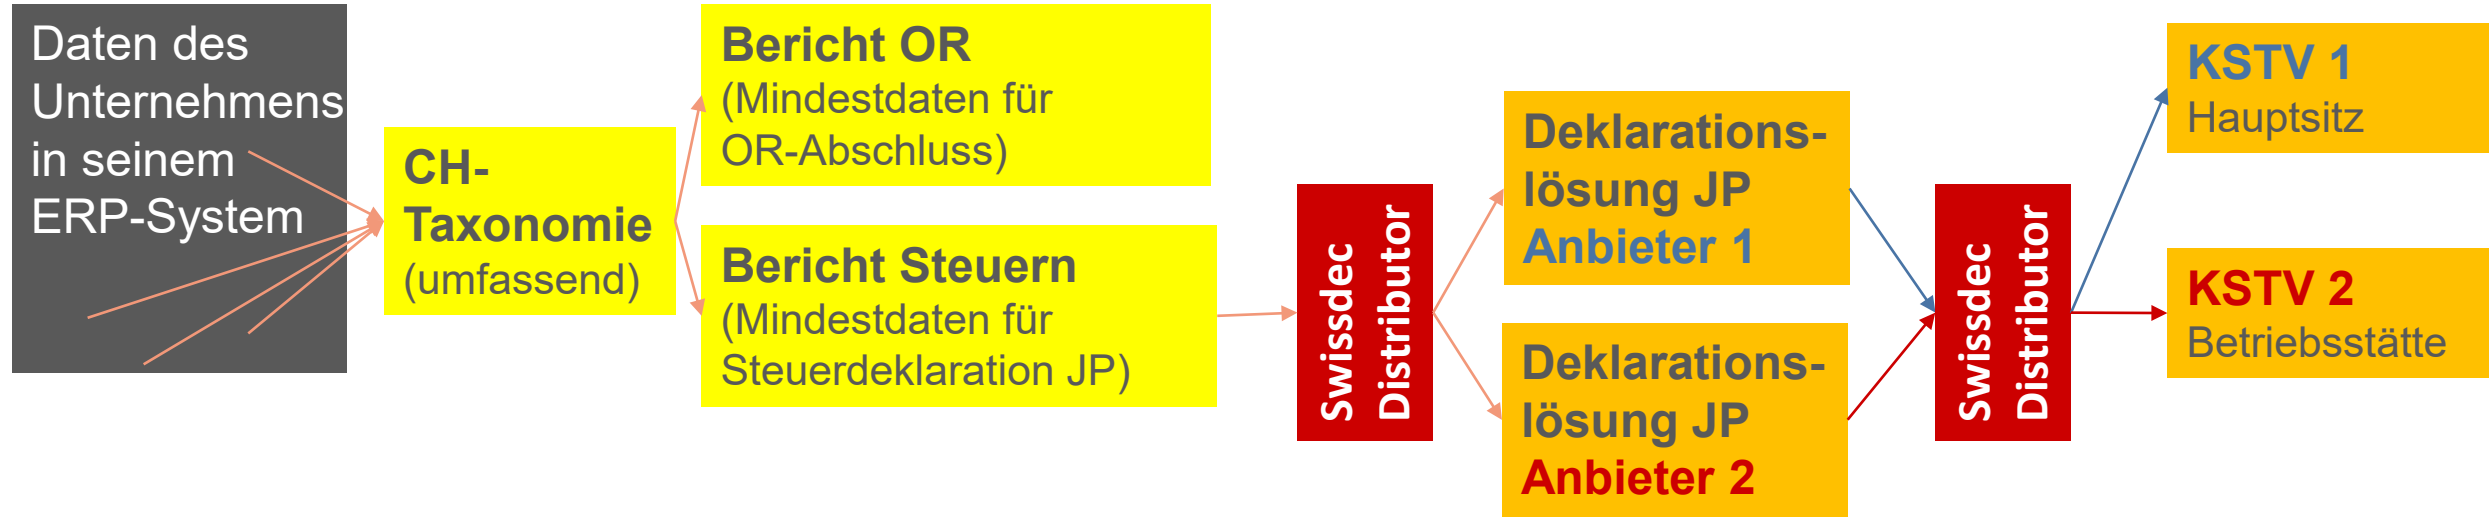 Daten des
Unternehmens
in seinem
ERP-System
CH-
Taxonomie
(umfassend)
Bericht OR
(Mindestdaten für
OR-Abschluss)
Bericht Steuern
(Mindestdaten für
Steuerdeklaration JP)
Swissdec
Distributor
Deklarations-
lösung JP
Anbieter 1
Deklarations-
lösung JP
Anbieter 2
Swissdec
Distributor
KSTV 1
Hauptsitz
KSTV 2
Betriebsstätte